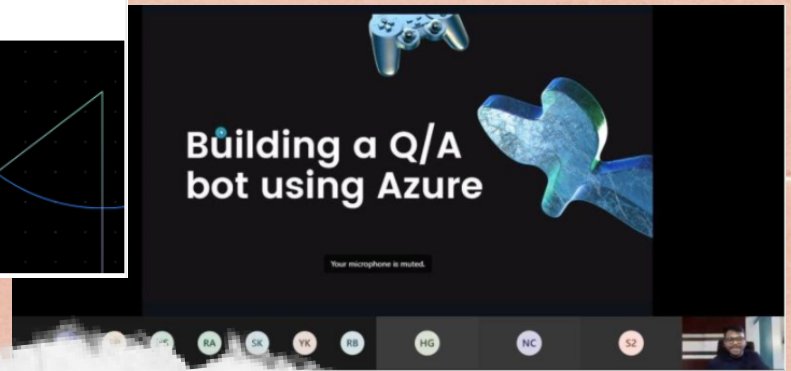 Building a Q/A
bot using Azure
Your microphone is muted.
RA
SK
YK
RB
HG
NC
S2